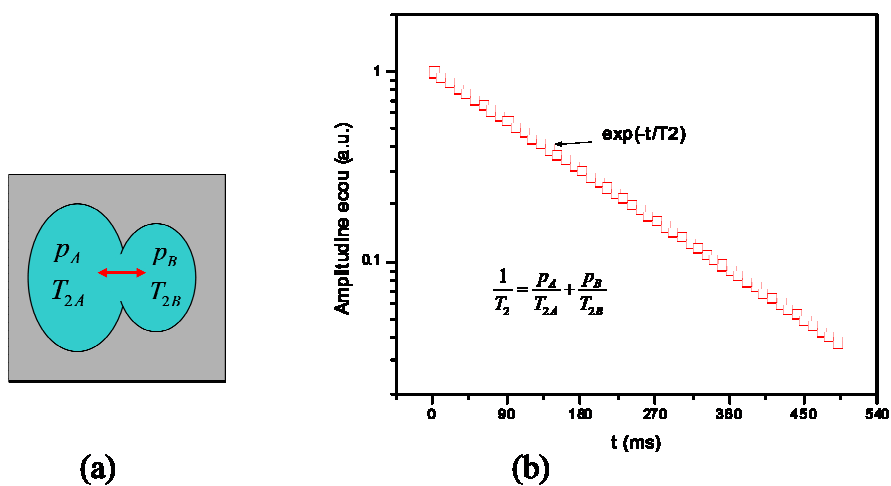 p_A p_B
T_2A T_2B
(a)
Amplitudine ecou (a.u.)
1
0.1
exp(-t/T2)
1/T_2 = p_A/T_2A + p_B/T_2B
0 90 180 270 360 450 540
t (ms)
(b)